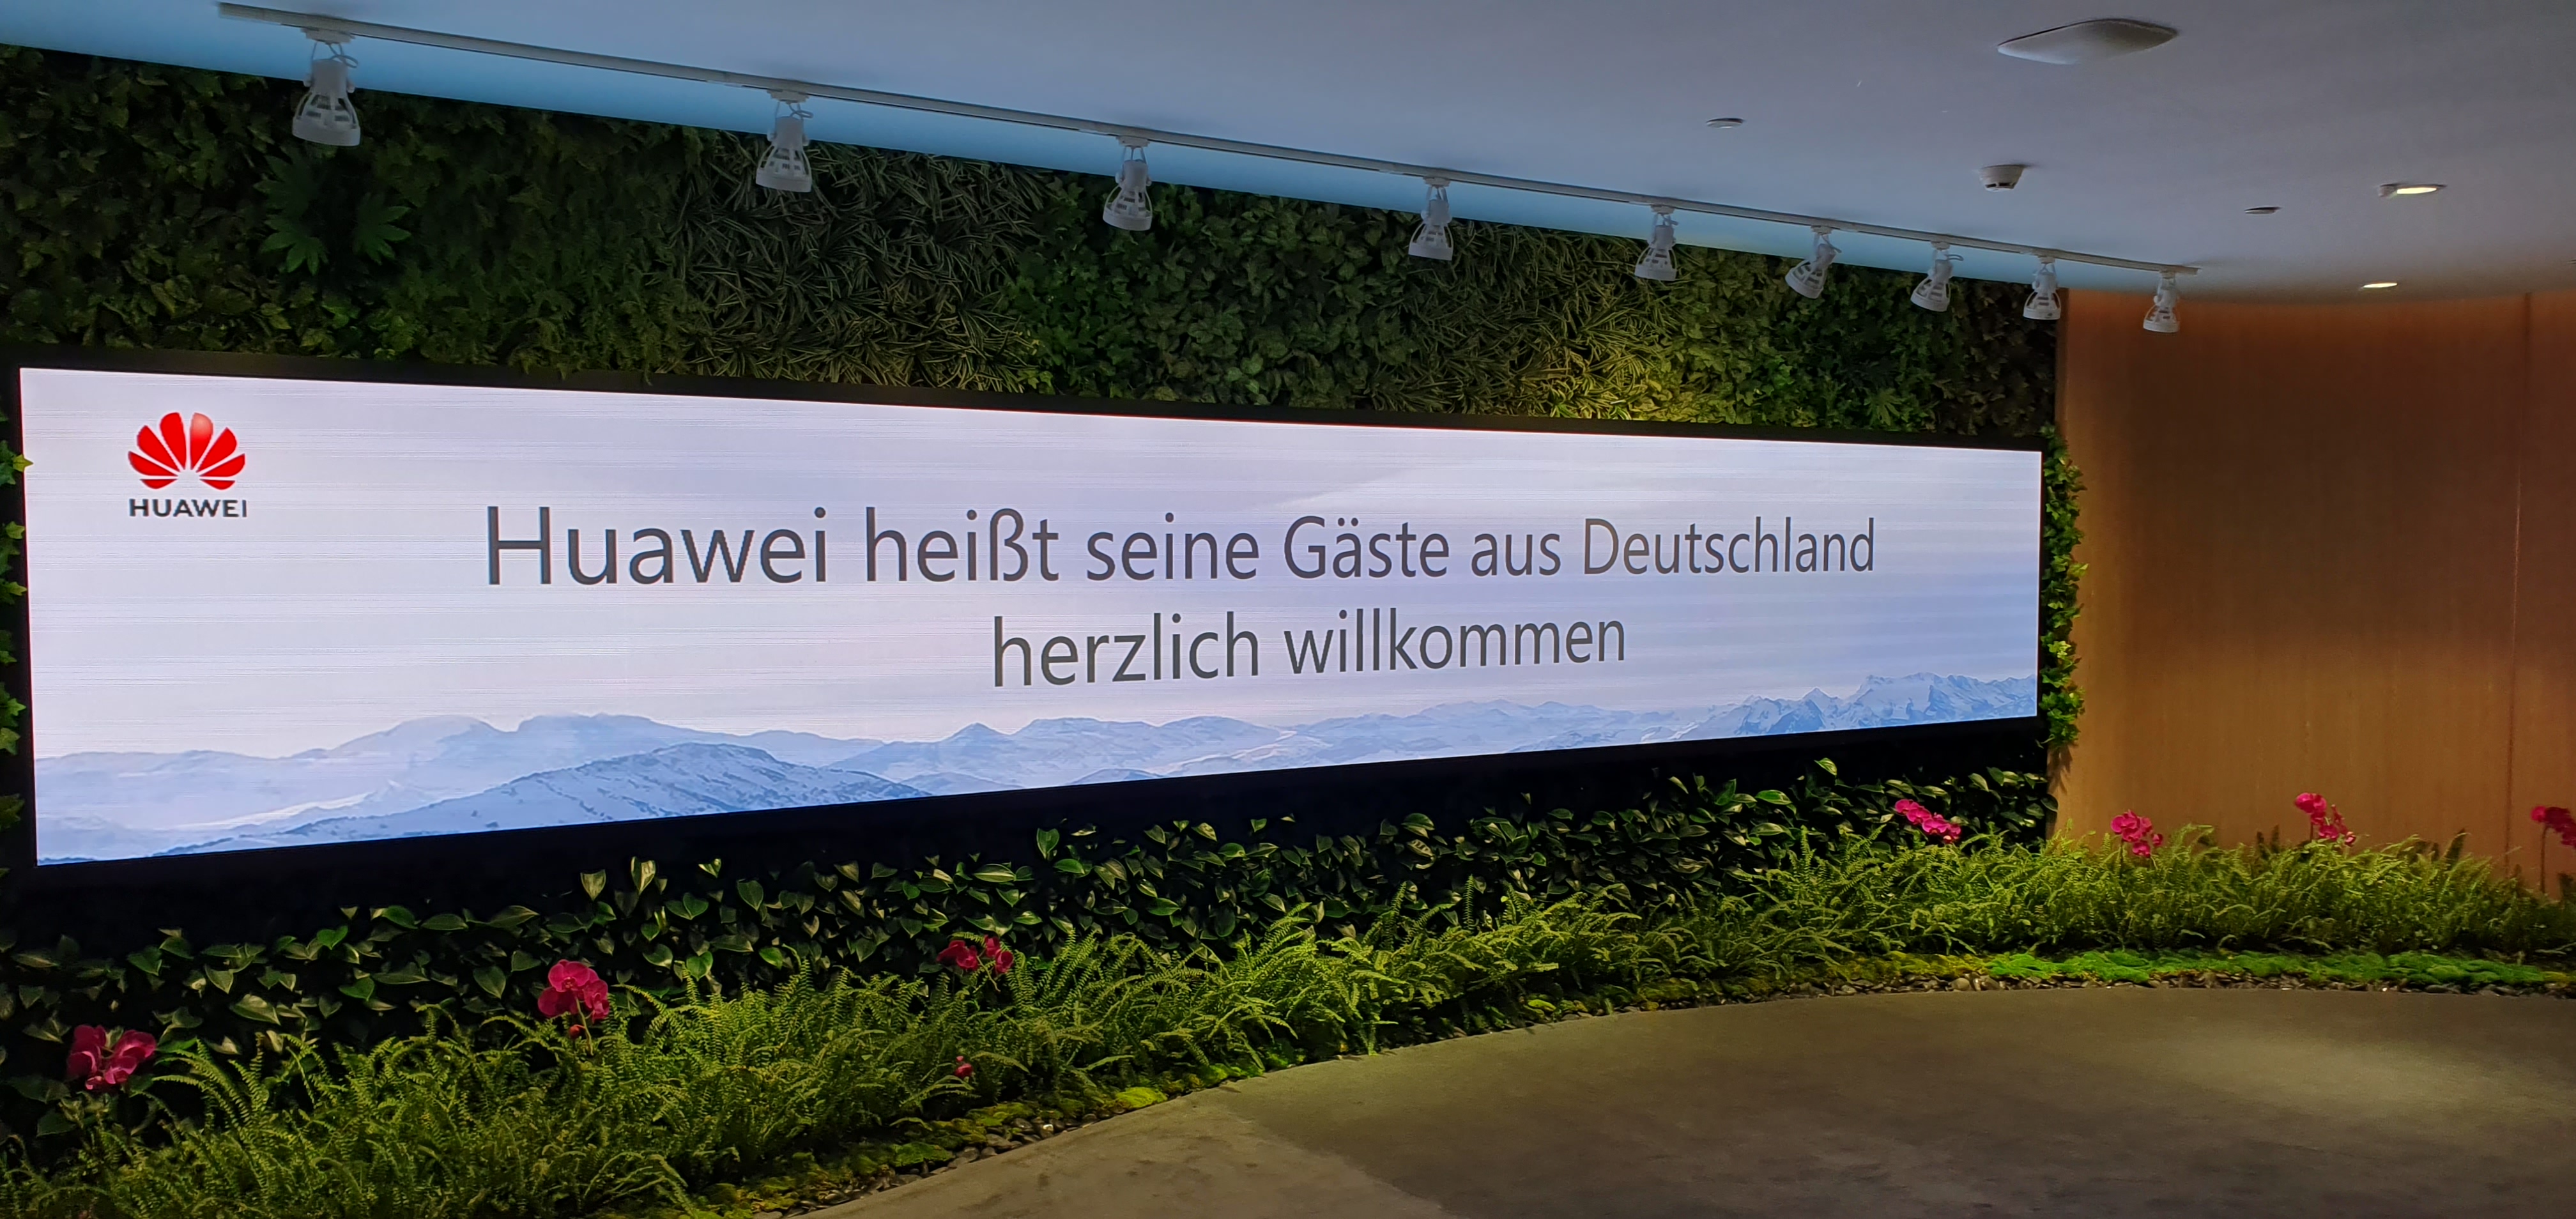 HUAWEI
Huawei heißt seine Gäste aus Deutschland
herzlich willkommen